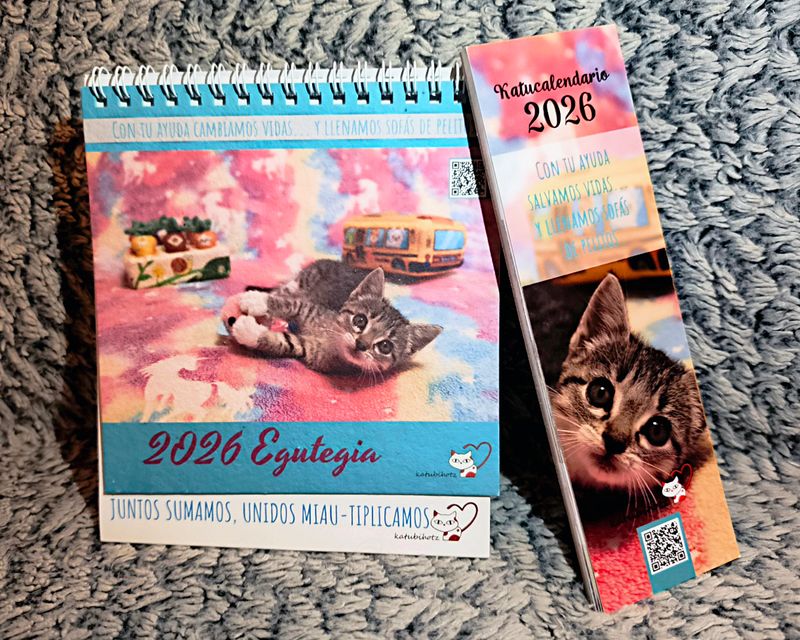 CON TU AYUDA CAMBIAMOS VIDAS... Y LLENAMOS SOFÁS DE PELIT
2026 Egutegia
katubihotz
JUNTOS SUMAMOS, UNIDOS MIAU-TIPLICAMOS
katubihotz
Katucalendario
2026
CON TU AYUDA
SALVAMOS VIDAS...
Y LLENAMOS SOFÁS
DE PELITOS